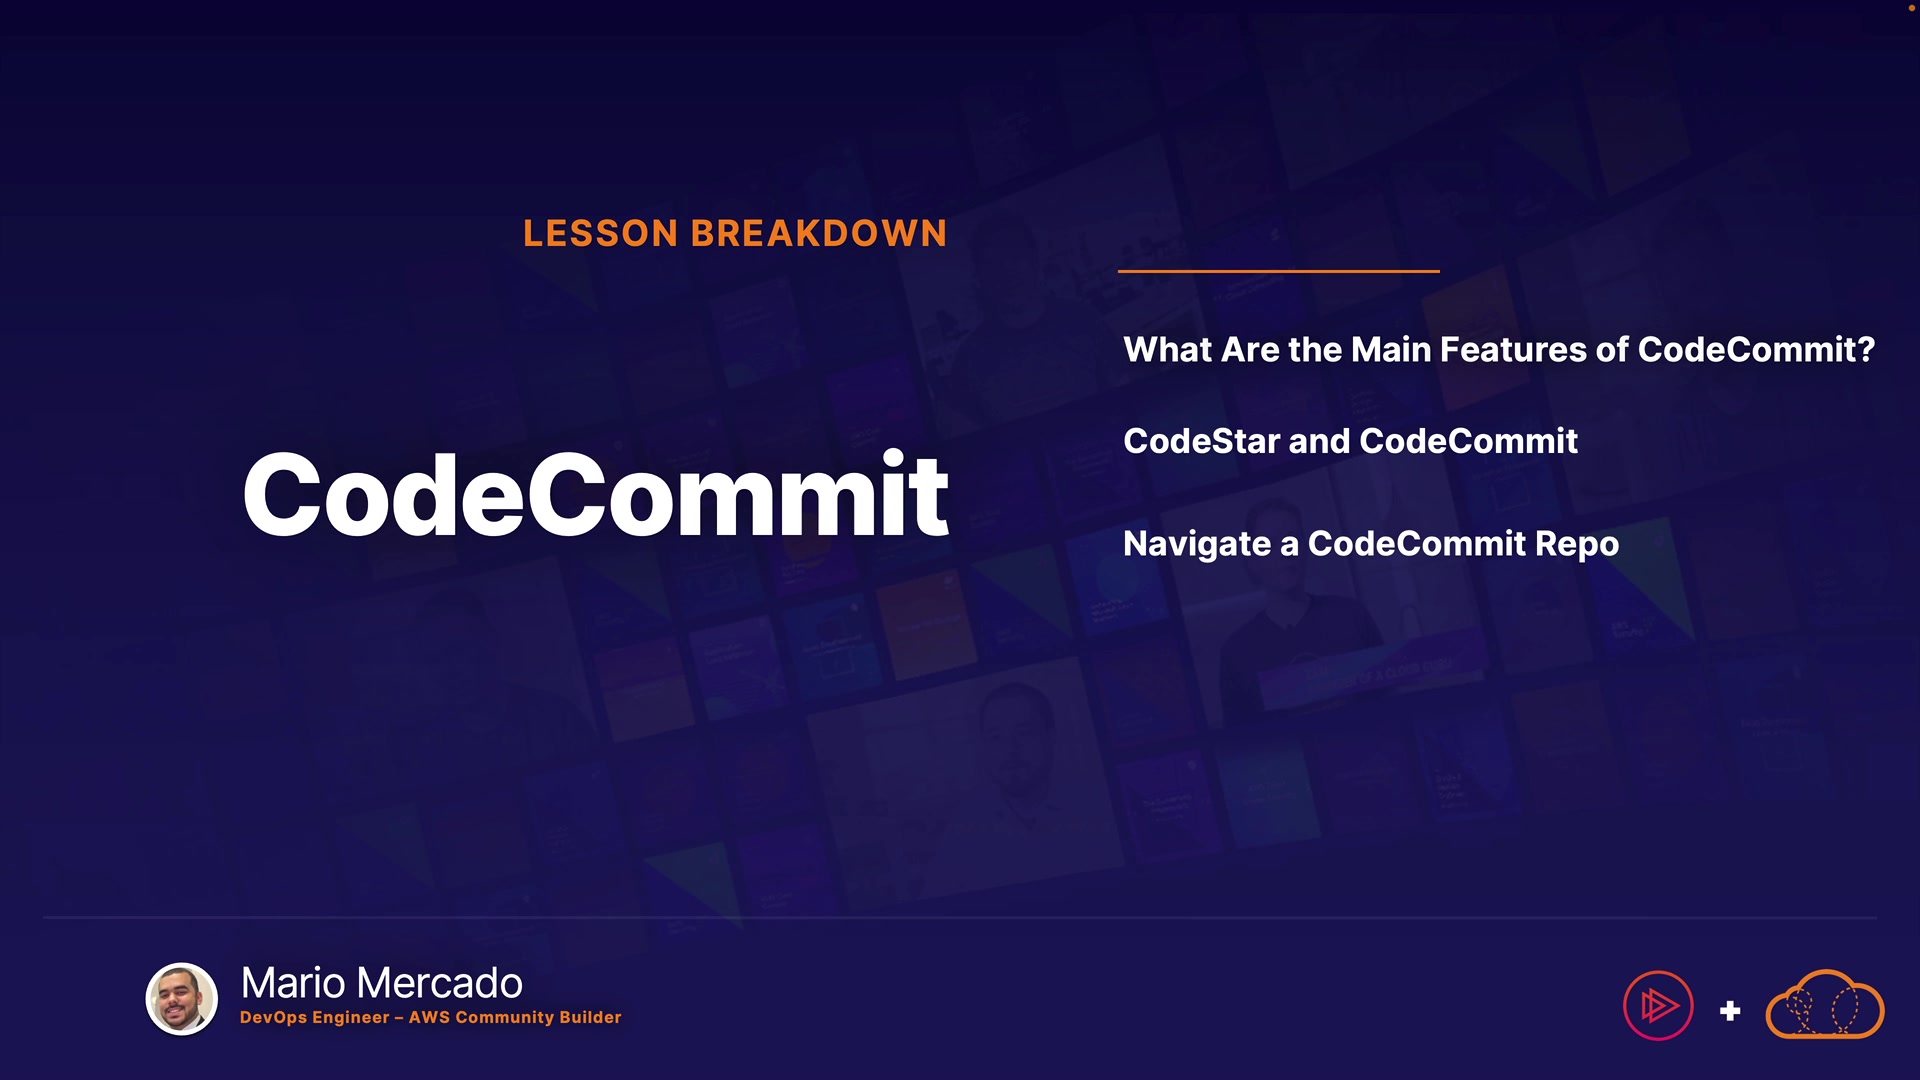 LESSON BREAKDOWN
CodeCommit
What Are the Main Features of CodeCommit?
CodeStar and CodeCommit
Navigate a CodeCommit Repo
Mario Mercado
DevOps Engineer – AWS Community Builder